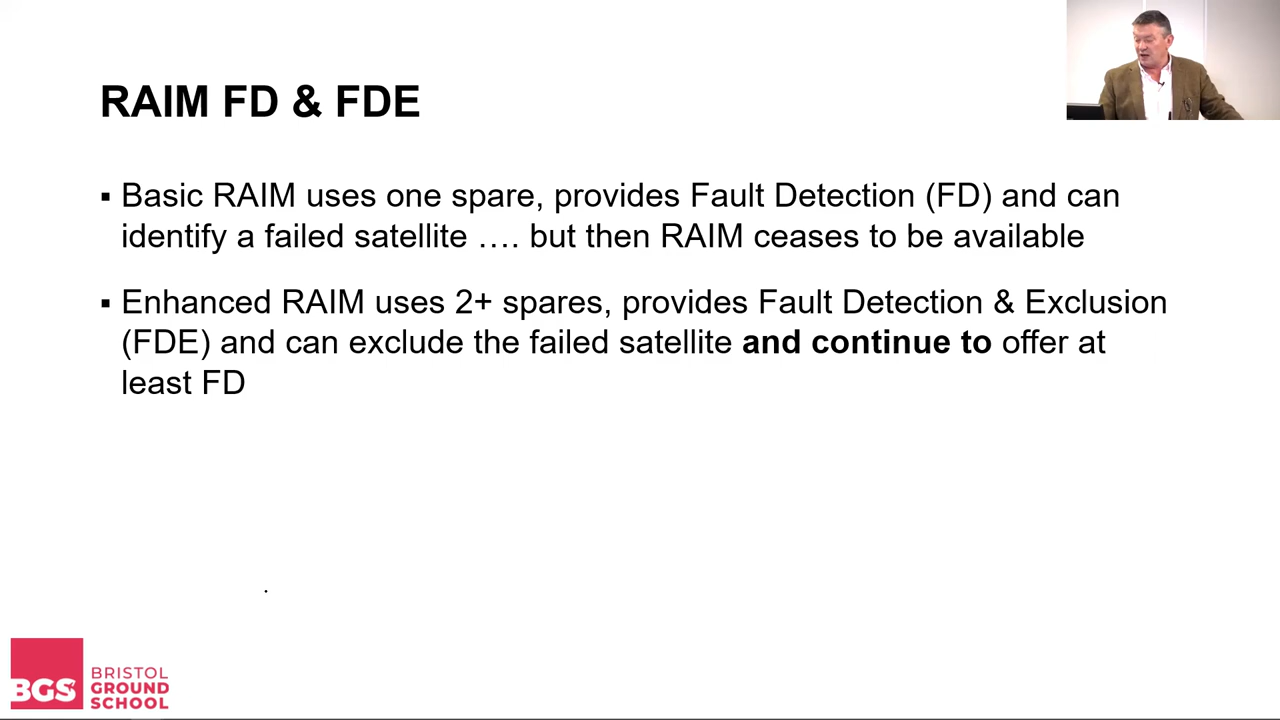 RAIM FD & FDE
▪ Basic RAIM uses one spare, provides Fault Detection (FD) and can
identify a failed satellite …. but then RAIM ceases to be available
▪ Enhanced RAIM uses 2+ spares, provides Fault Detection & Exclusion
(FDE) and can exclude the failed satellite and continue to offer at
least FD
BGS
BRISTOL
GROUND
SCHOOL